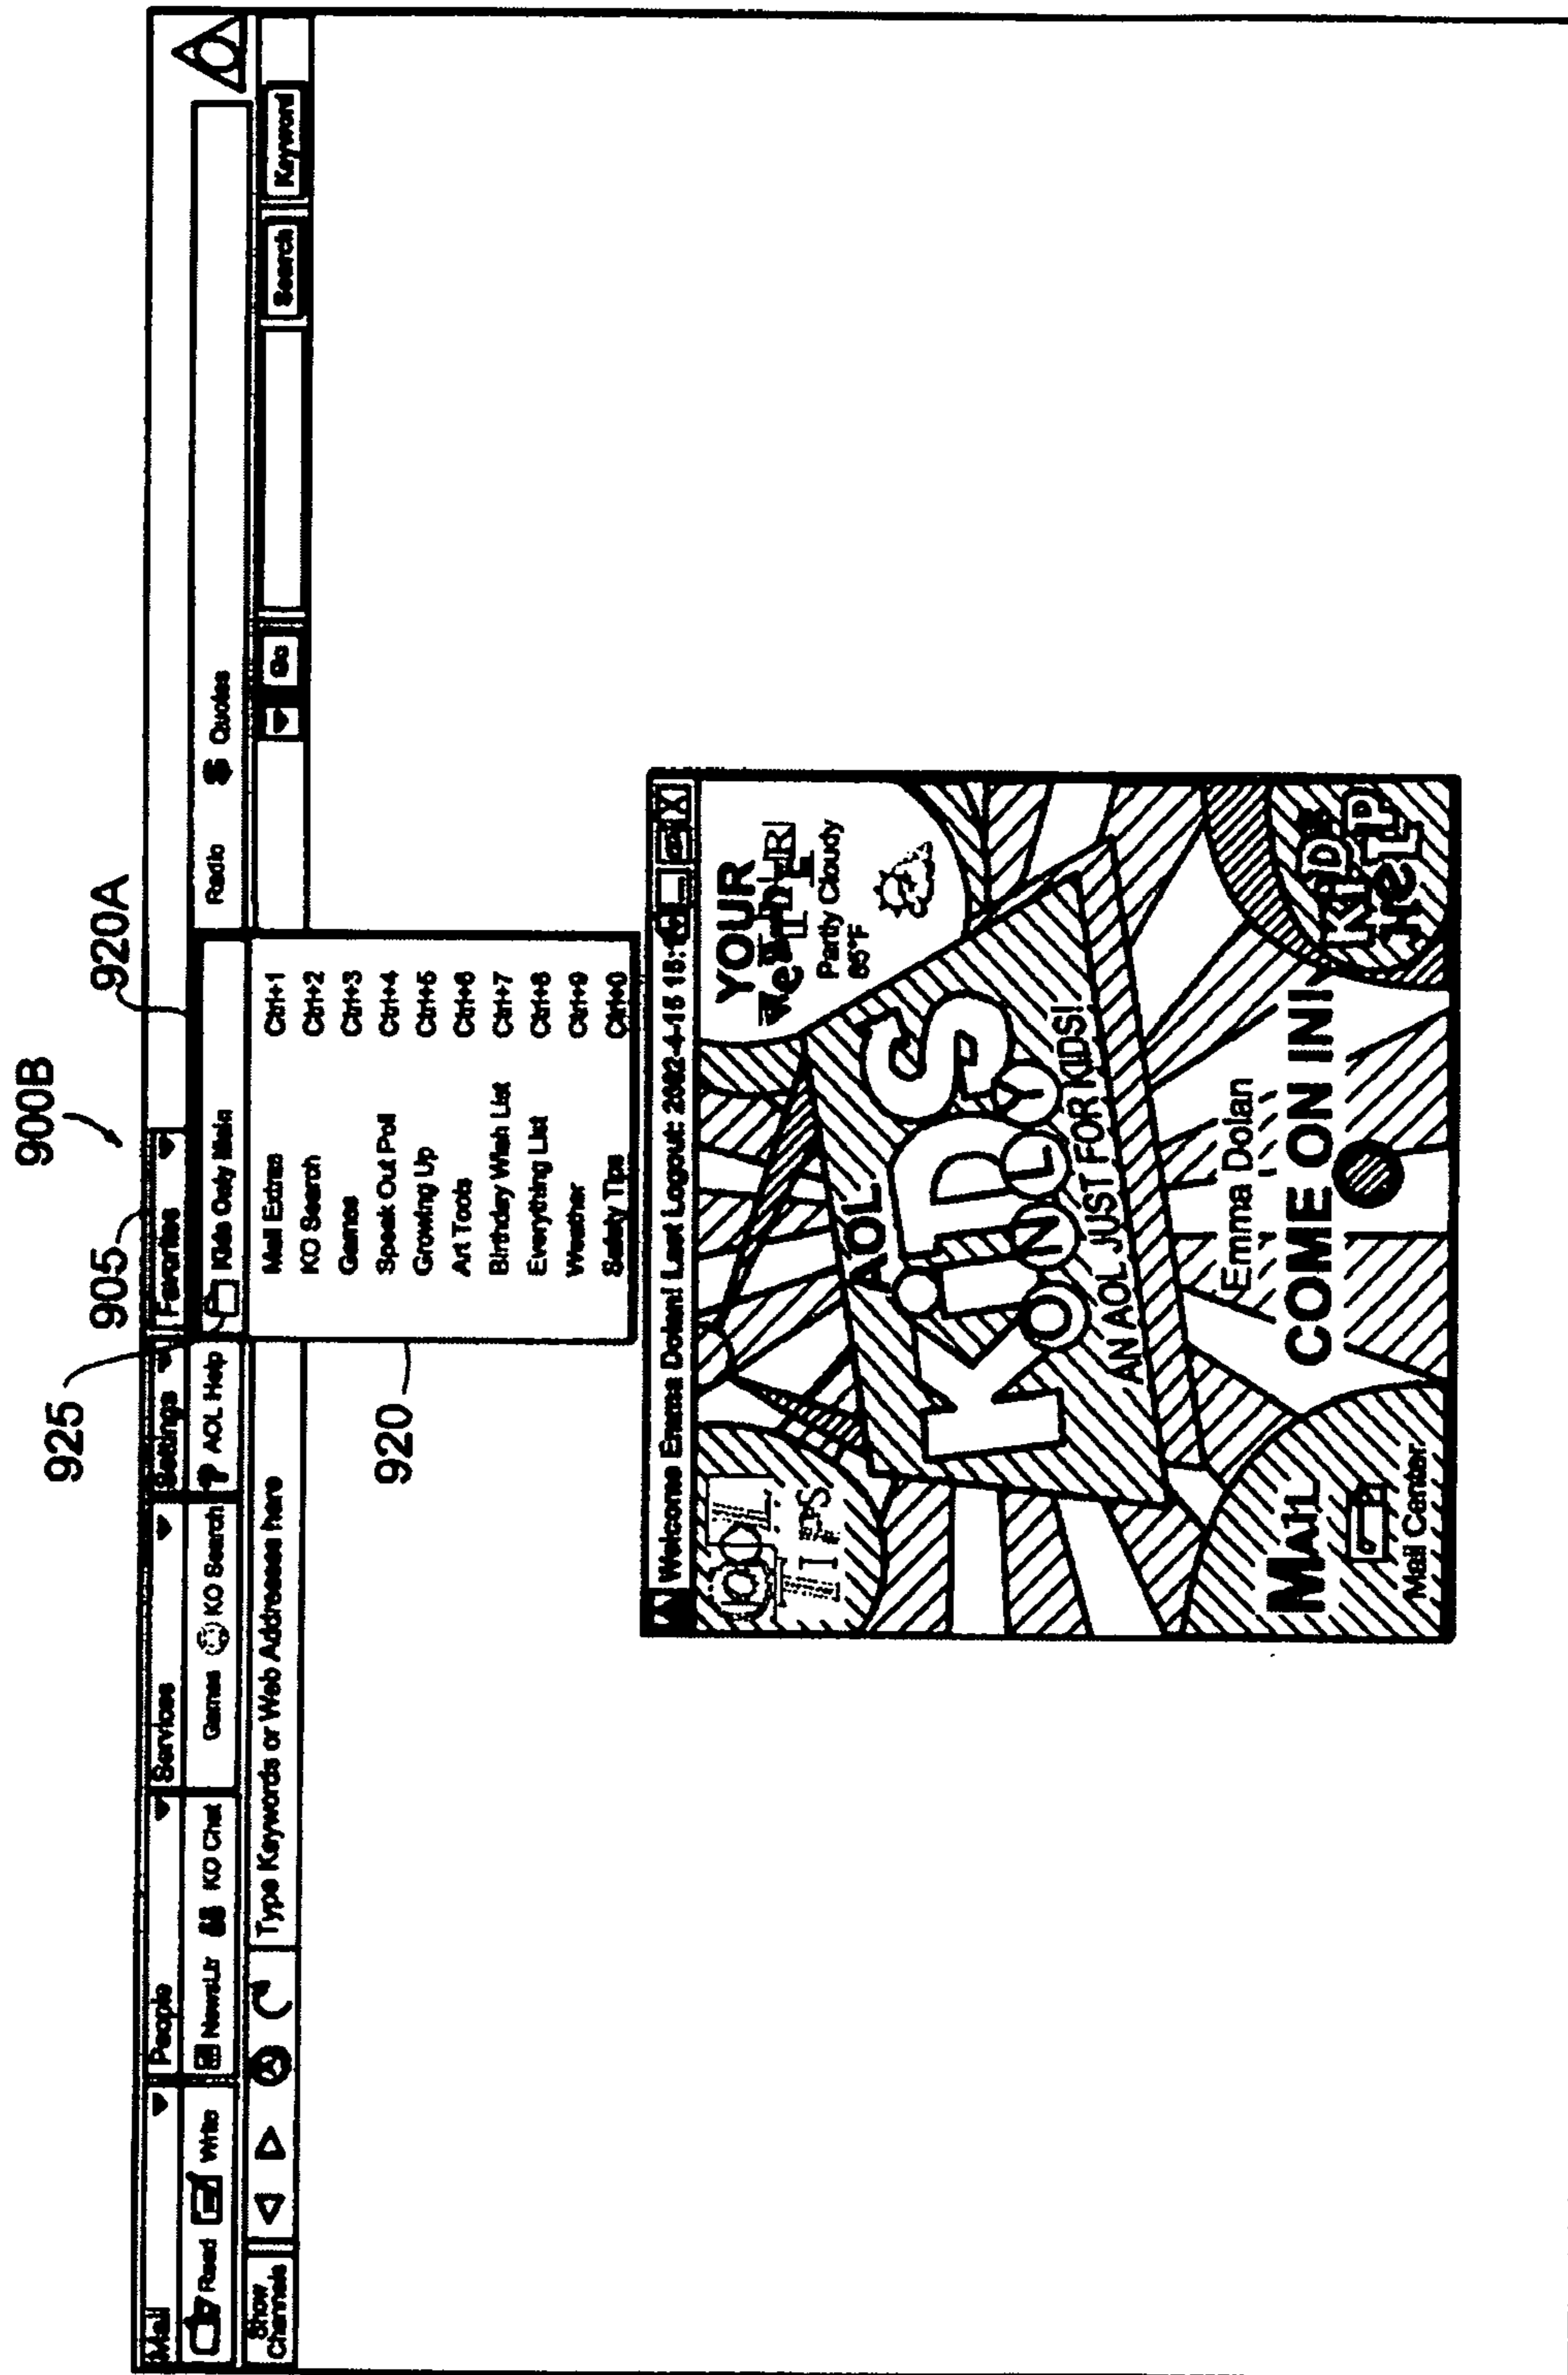 900B
925
905
920A
Mail
People
Services
Settings
Favorites
Read
Write
NewsLtr
KO Chat
Games
KO Search
AOL Help
Kids Only Main
Radio
$ Quotes
Show Channels
Type Keywords or Web Addresses here
Go
Search
Keyword
Mail Extras Ctrl+1
KO Search Ctrl+2
Games Ctrl+3
Speak Out Poll Ctrl+4
Growing Up Ctrl+5
Art Tools Ctrl+6
Birthday Wish List Ctrl+7
Everything List Ctrl+8
Weather Ctrl+9
Safety Tips Ctrl+0
920
Welcome Emma Dolan! Last Logout: 2002-4-15 15:
YOUR
Partly Cloudy
85°F
AOL
KiDS
ONLY
AN AOL JUST FOR KIDS!
Emma Dolan
COME ON IN!
MAiL
Mail Center
KiDS
HeLP